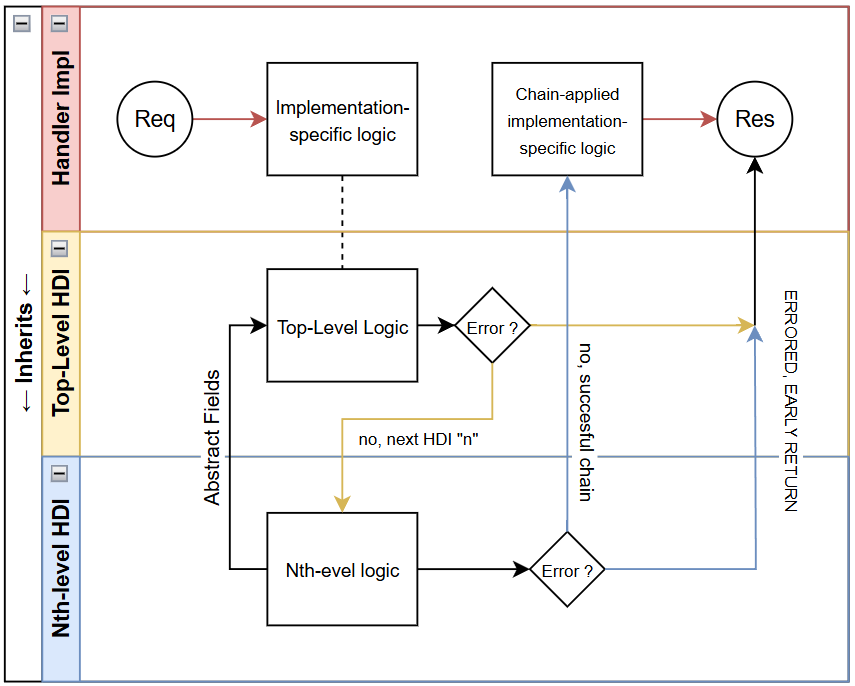 ← Inherits ←
Handler Impl
Req
Implementation-
specific logic
Chain-applied
implementation-
specific logic
Res
Top-Level HDI
Top-Level Logic
Error ?
ERRORED, EARLY RETURN
no, succesful chain
Abstract Fields
no, next HDI "n"
Nth-level HDI
Nth-evel logic
Error ?